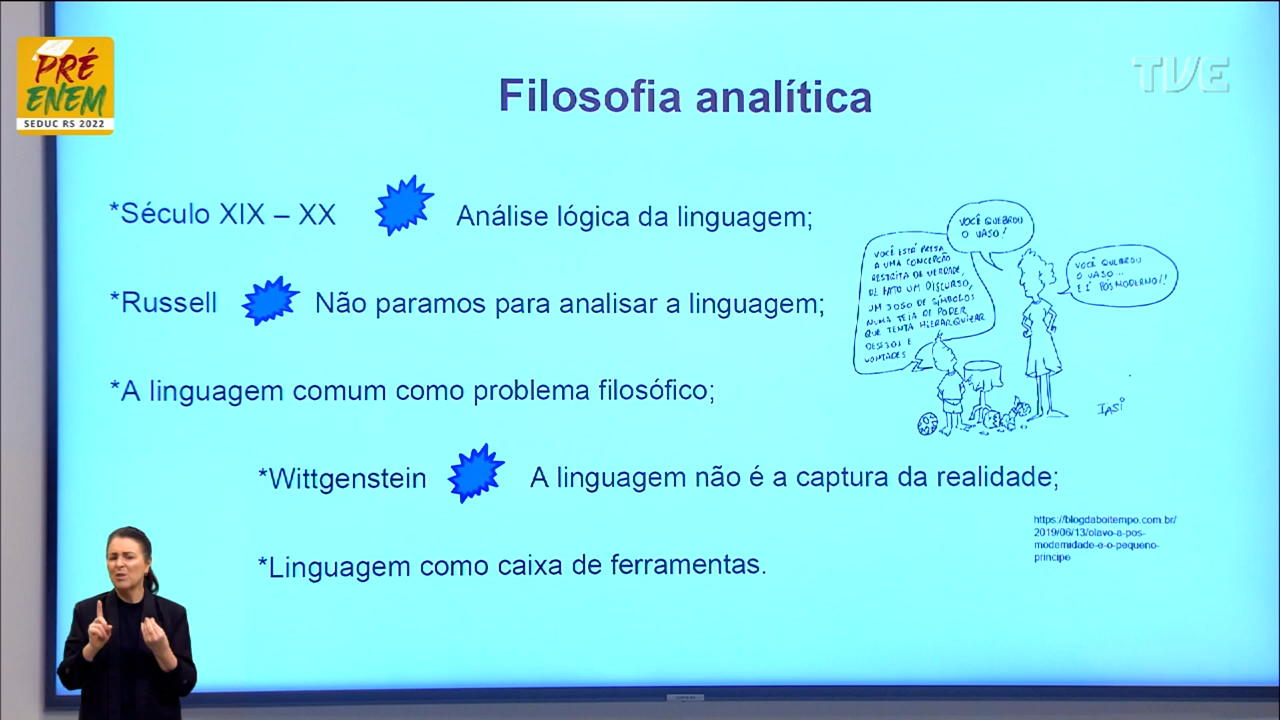 PRÉ
ENEM
SEDUC RS 2022
TVE
Filosofia analítica
*Século XIX – XX Análise lógica da linguagem;
*Russell Não paramos para analisar a linguagem;
*A linguagem comum como problema filosófico;
*Wittgenstein A linguagem não é a captura da realidade;
*Linguagem como caixa de ferramentas.
VOCÊ QUEBROU
O VASO!
VOCÊ ESTÁ PRESA
A UMA CONCEPÇÃO
RESTRITA DE VERDADE,
DE FATO UM DISCURSO,
UM JOGO DE SÍMBOLOS
NUMA TEIA DE PODER
QUE TENTA HIERARQUIZAR
DESEJOS E
VONTADES
VOCÊ QUEBROU
O VASO...
E É PÓS MODERNO!!
IASI
https://blogdaboitempo.com.br/
2019/06/13/olavo-a-pos-
modernidade-e-o-pequeno-
principe